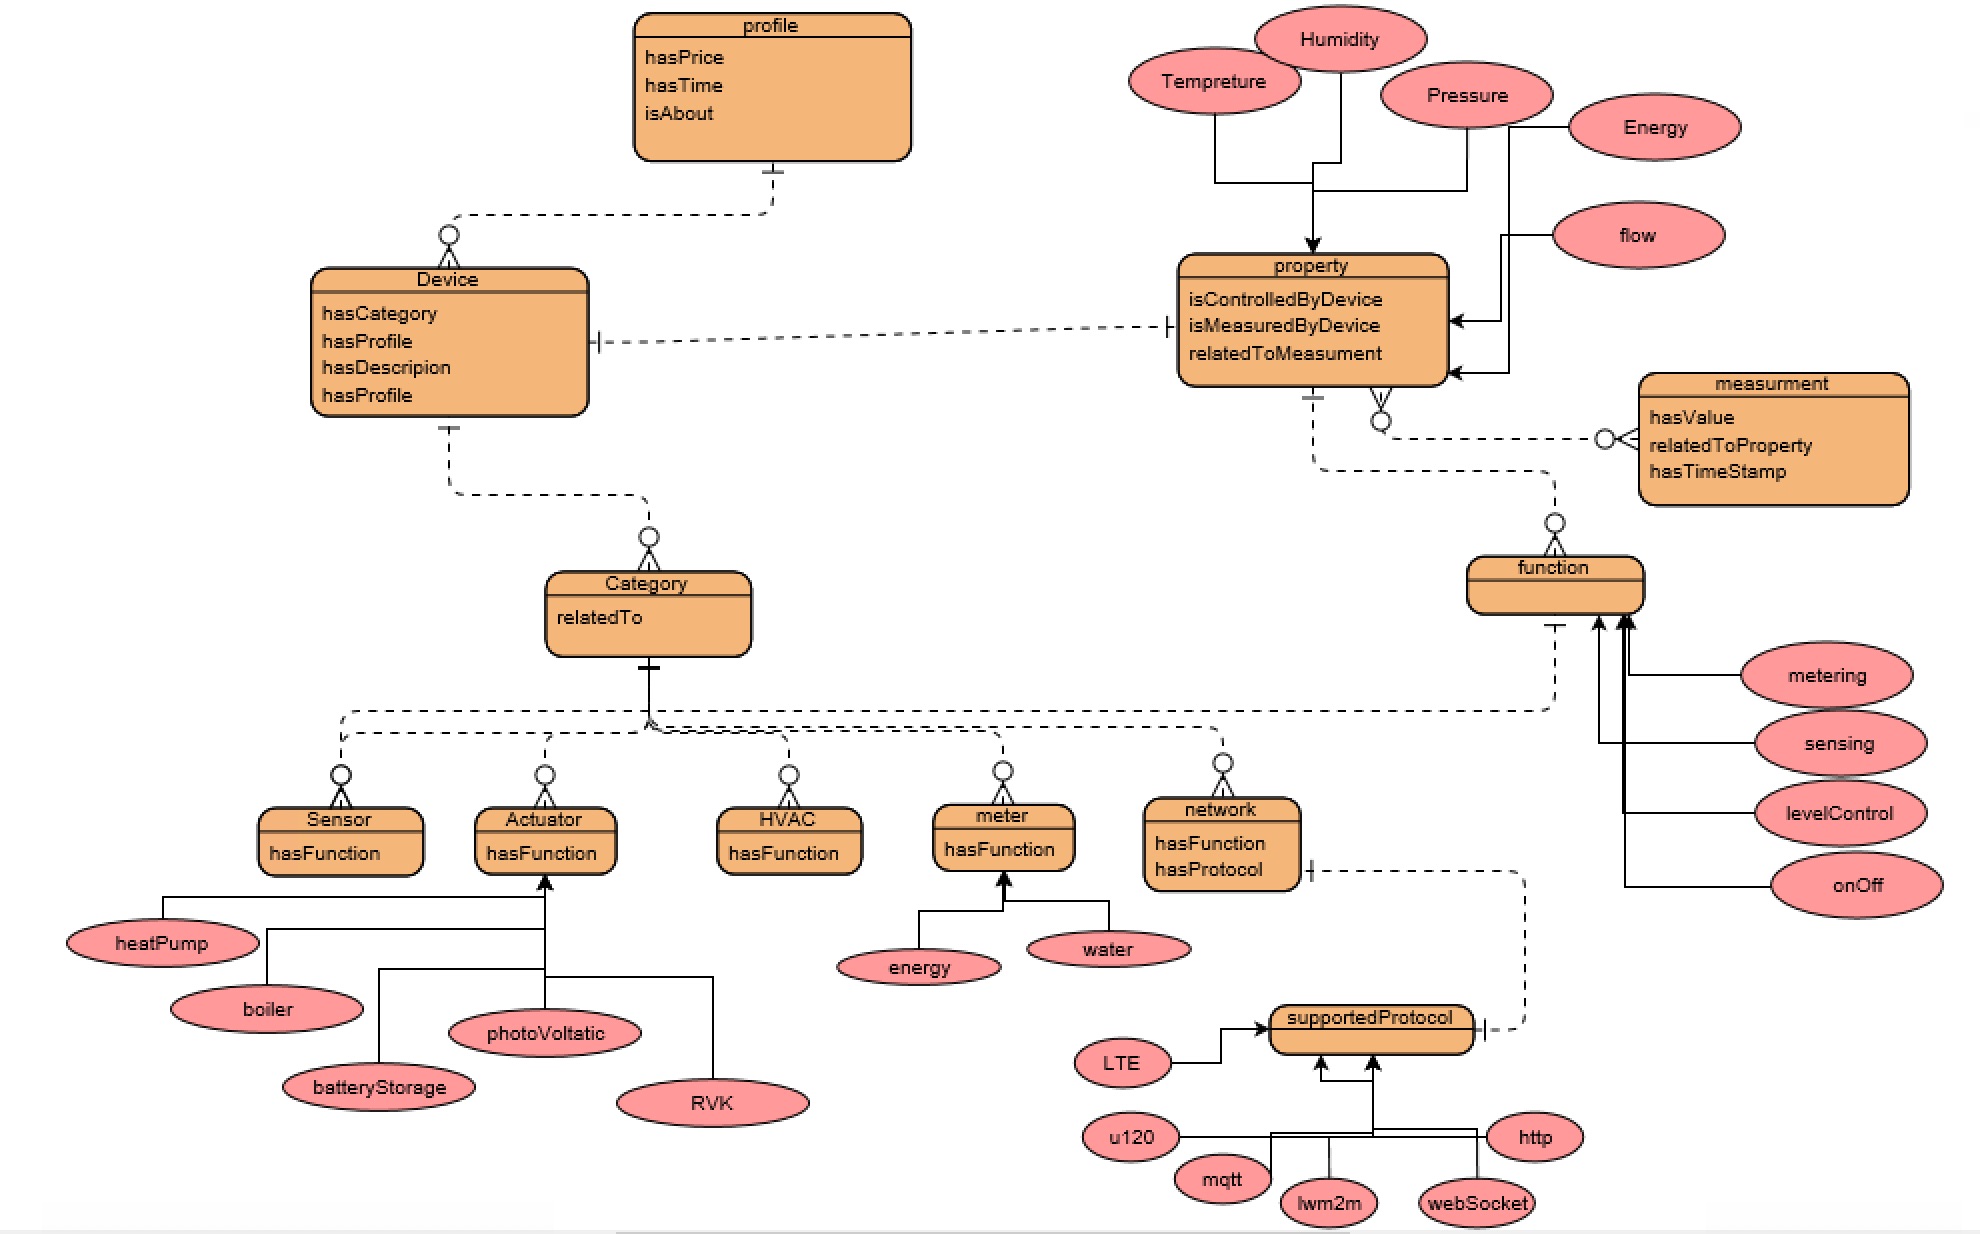 profile
hasPrice
hasTime
isAbout
Humidity
Tempreture
Pressure
Energy
flow
Device
hasCategory
hasProfile
hasDescripion
hasProfile
property
isControlledByDevice
isMeasuredByDevice
relatedToMeasument
measurment
hasValue
relatedToProperty
hasTimeStamp
Category
relatedTo
function
metering
sensing
levelControl
onOff
Sensor
hasFunction
Actuator
hasFunction
HVAC
hasFunction
meter
hasFunction
network
hasFunction
hasProtocol
heatPump
boiler
batteryStorage
photoVoltatic
RVK
energy
water
supportedProtocol
LTE
u120
mqtt
lwm2m
webSocket
http